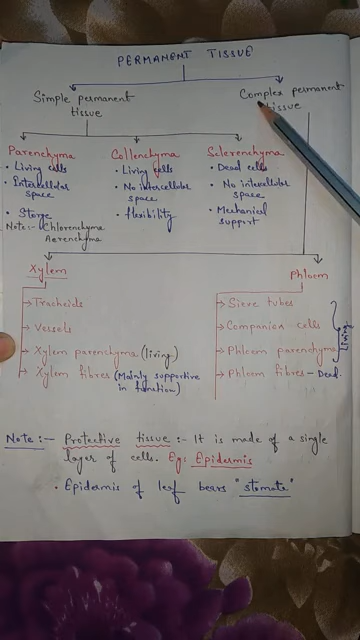 PERMANENT TISSUE
Simple permanent
tissue
Complex permanent
tissue
Parenchyma
• Living cells
• Intercellular
space
• Storge
Note:- Chlorenchyma
Aerenchyma
Collenchyma
• Living cells
• No intercellular
space
• flexibility
Sclerenchyma
• Dead cells
• No intercellular
space
• Mechanical
support
Xylem
→ Tracheids
→ Vessels
→ Xylem parenchyma (living)
→ Xylem fibres (Mainly supportive
in function)
Phloem
→ Sieve tubes
→ Companion cells
→ Phloem parenchyma
→ Phloem fibres - Dead.
living
Note:- Protective tissue:- It is made of a single
layer of cells. Eg: Epidermis
• Epidermis of leaf bears "stomate"